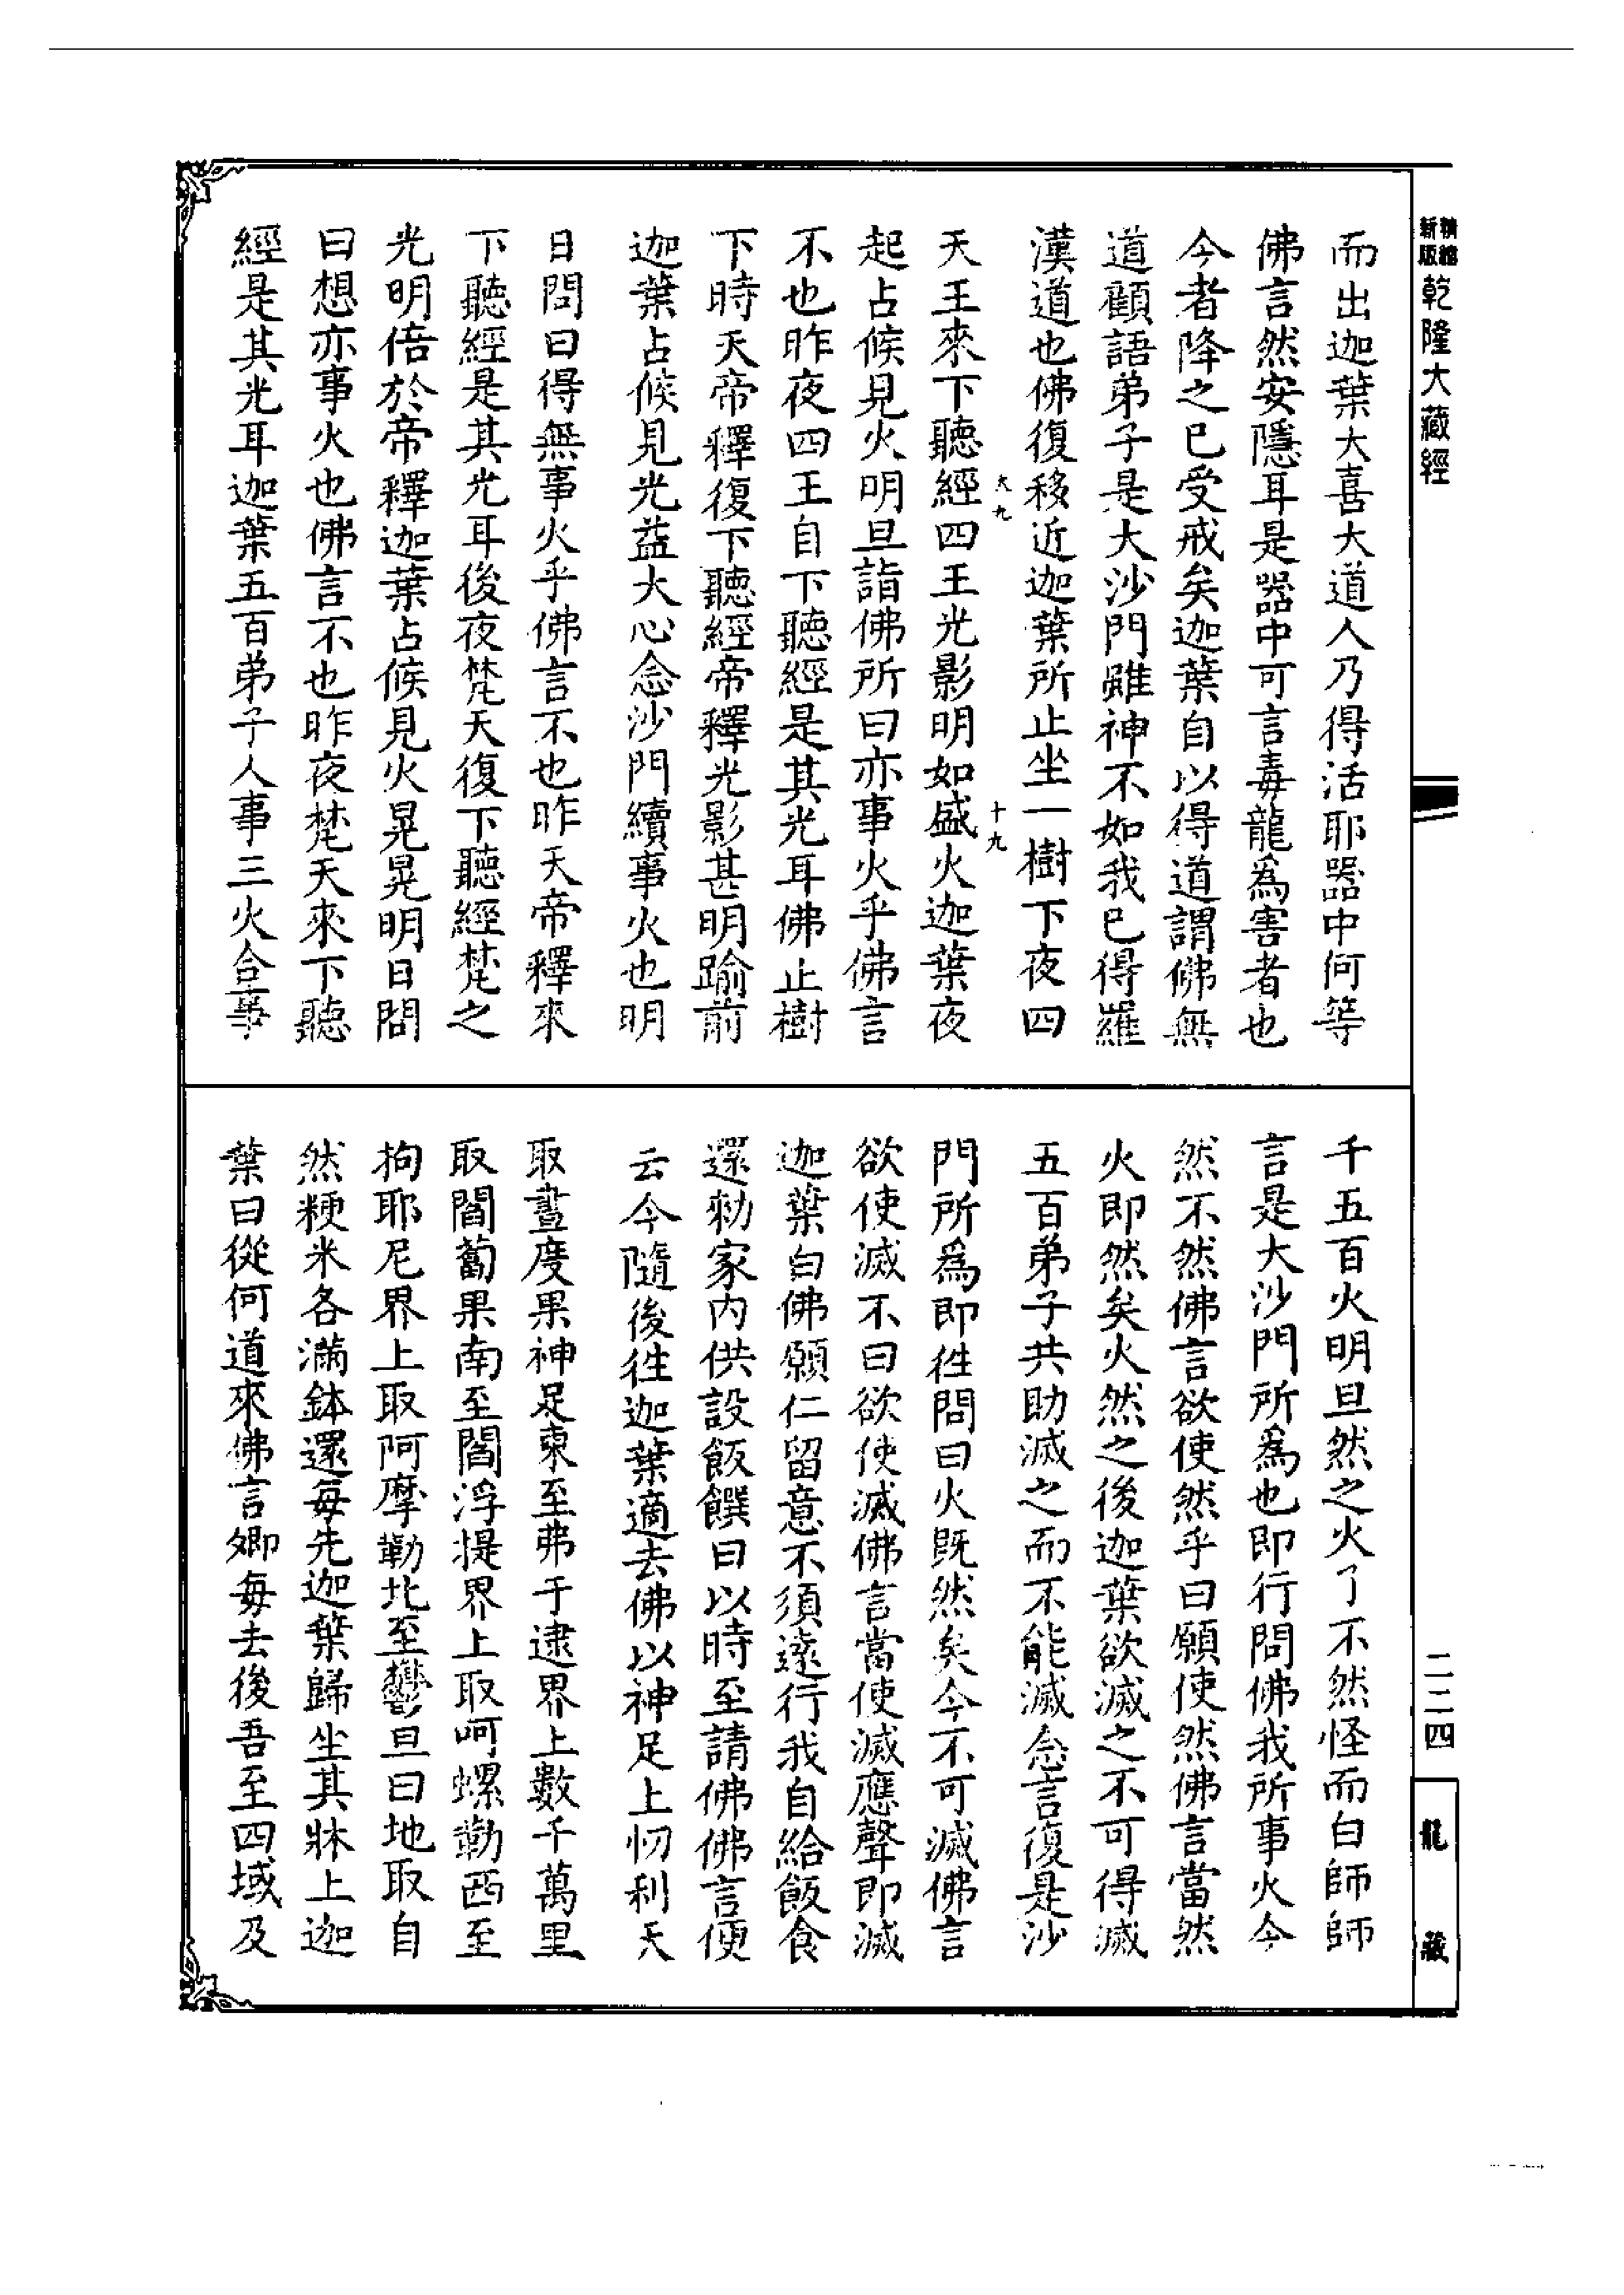 新版
精縮
乾隆大藏經
而出迦葉大喜大道人乃得活耶器中何等
佛言然安隱耳是器中可言毒龍爲害者也
今者降之已受戒矣迦葉自以得道謂佛無
道顧語弟子是大沙門雖神不如我已得羅
漢道也佛復移近迦葉所止坐一樹下夜四
天王來下聽經四王光影明如盛火迦葉夜
起占候見火明旦詣佛所曰亦事火乎佛言
不也昨夜四王自下聽經是其光耳佛止樹
下時天帝釋復下聽經帝釋光影甚明踰前
迦葉占候見光益大心念沙門續事火也明
日問曰得無事火乎佛言不也昨天帝釋來
下聽經是其光耳後夜梵天復下聽經梵之
光明倍於帝釋迦葉占候見火晃晃明日問
曰想亦事火也佛言不也昨夜梵天來下聽
經是其光耳迦葉五百弟子人事三火合事
千五百火明旦然之火了不然怪而白師師
言是大沙門所爲也即行問佛我所事火今
然不然佛言欲使然乎曰願使然佛言當然
火即然矣火然之後迦葉欲滅之不可得滅
五百弟子共助滅之而不能滅念言復是沙
門所爲即徃問曰火既然矣今不可滅佛言
欲使滅不曰欲使滅佛言當使滅應聲即滅
迦葉白佛願仁留意不須遠行我自給飯食
還勑家內供設飯饌曰以時至請佛佛言便
云今隨後徃迦葉適去佛以神足上忉利天
取晝度果神足東至弗于逮界上數千萬里
取閻蔔果南至閻浮提界上取呵螺勒西至
拘耶尼界上取阿摩勒北至鬱旦曰地取自
然粳米各滿鉢還每先迦葉歸坐其牀上迦
葉曰從何道來佛言卿每去後吾至四域及
大九
十九
二二四
龍
藏